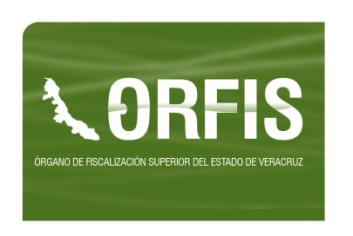 ORFIS
ÓRGANO DE FISCALIZACIÓN SUPERIOR DEL ESTADO DE VERACRUZ